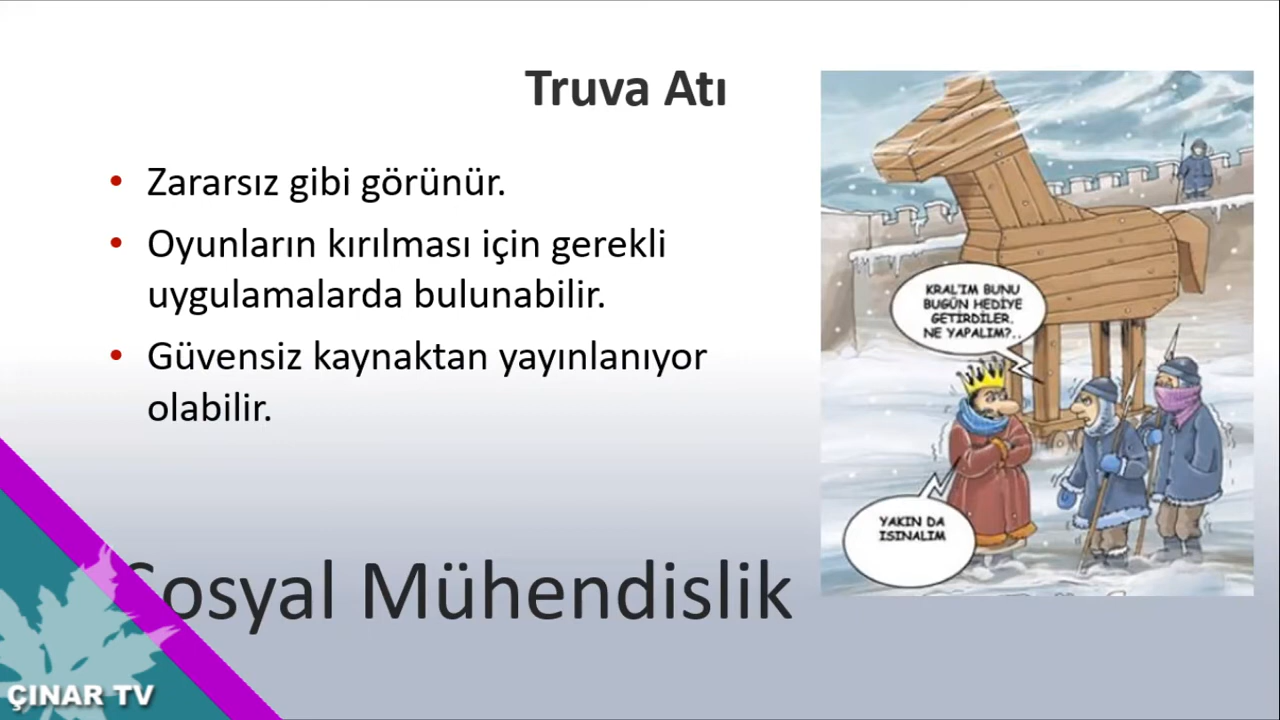 Truva Atı
• Zararsız gibi görünür.
• Oyunların kırılması için gerekli
uygulamalarda bulunabilir.
• Güvensiz kaynaktan yayınlanıyor
olabilir.
KRAL'IM BUNU
BUGÜN HEDİYE
GETİRDİLER.
NE YAPALIM?..
YAKIN DA
ISINALIM
Sosyal Mühendislik
ÇINAR TV